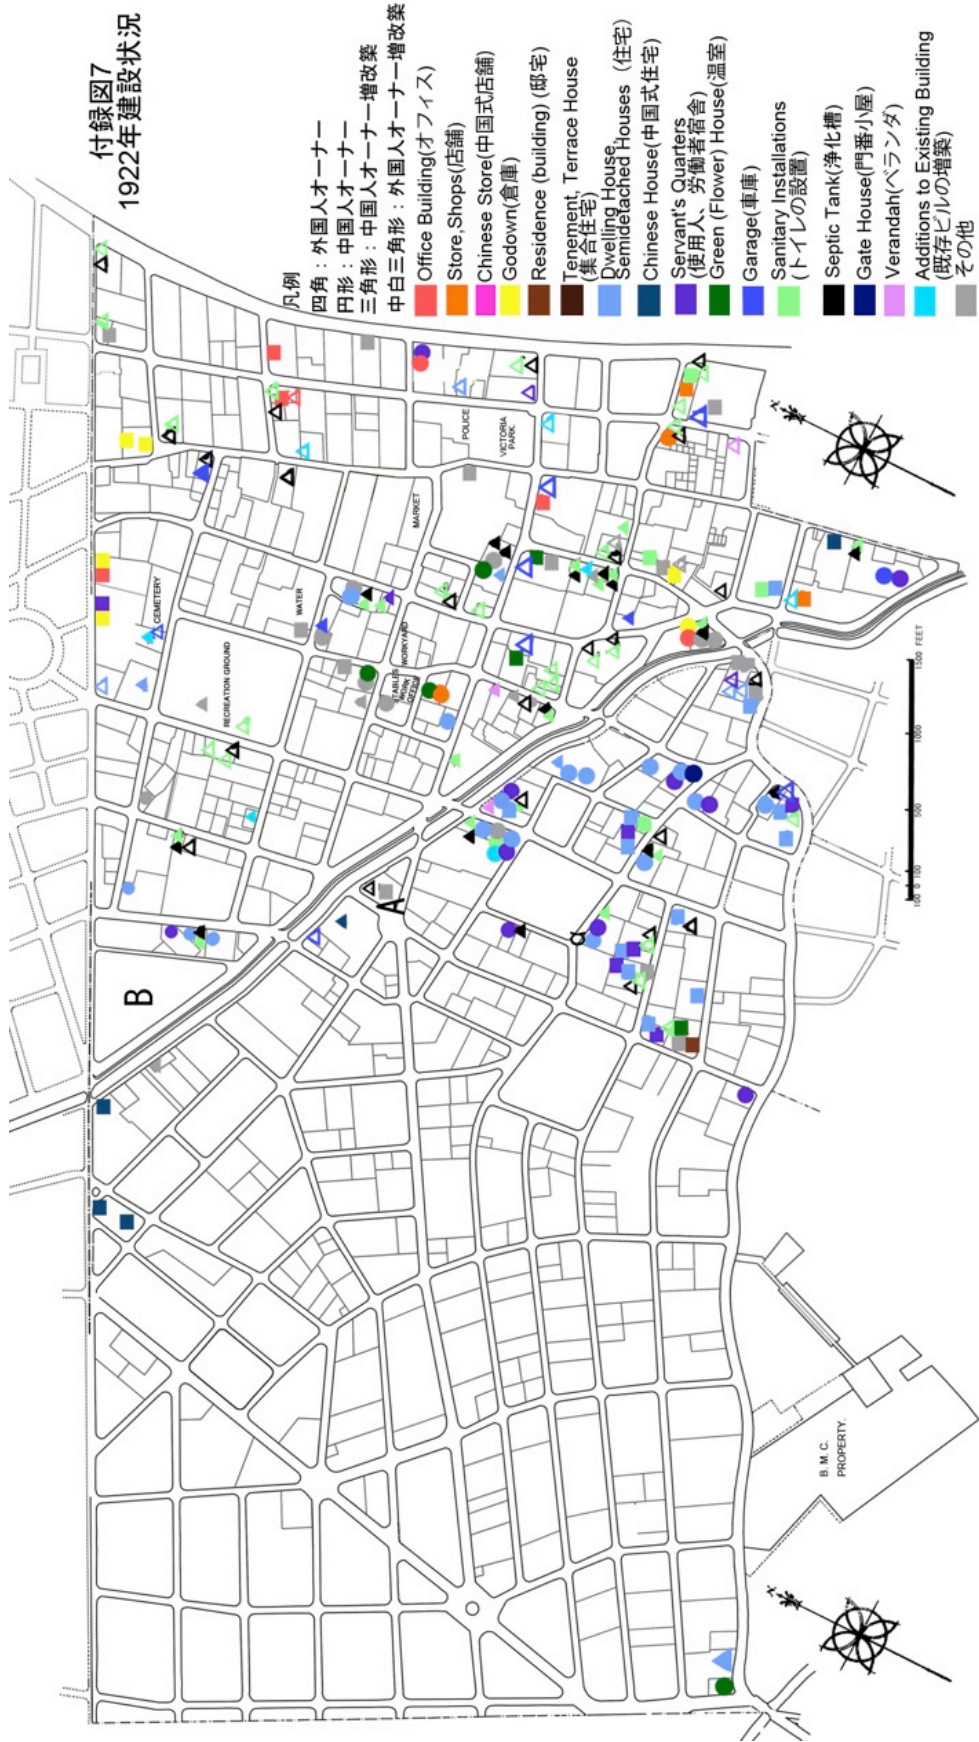 付録図7
1922年建設状況
凡例
四角：外国人オーナー
円形：中国人オーナー
三角形：中国人オーナー増改築
中白三角形：外国人オーナー増改築
Office Building(オフィス)
Store,Shops(店舗)
Chinese Store(中国式店舗)
Godown(倉庫)
Residence (building) (邸宅)
Tenement, Terrace House
(集合住宅)
Dwelling House,
Semidetached Houses (住宅)
Chinese House(中国式住宅)
Servant's Quarters
(使用人、労働者宿舎)
Green (Flower) House(温室)
Garage(車庫)
Sanitary Installations
(トイレの設置)
Septic Tank(浄化槽)
Gate House(門番小屋)
Verandah(ベランダ)
Additions to Existing Building
(既存ビルの増築)
その他
POLICE
VICTORIA
PARK.
MARKET
CEMETERY
WATER
RECREATION GROUND
WORKYARD
STABLES
WORK
OFFICE
A
B
a
100 0 100 500 1000 1500 FEET
B. M. C.
PROPERTY.